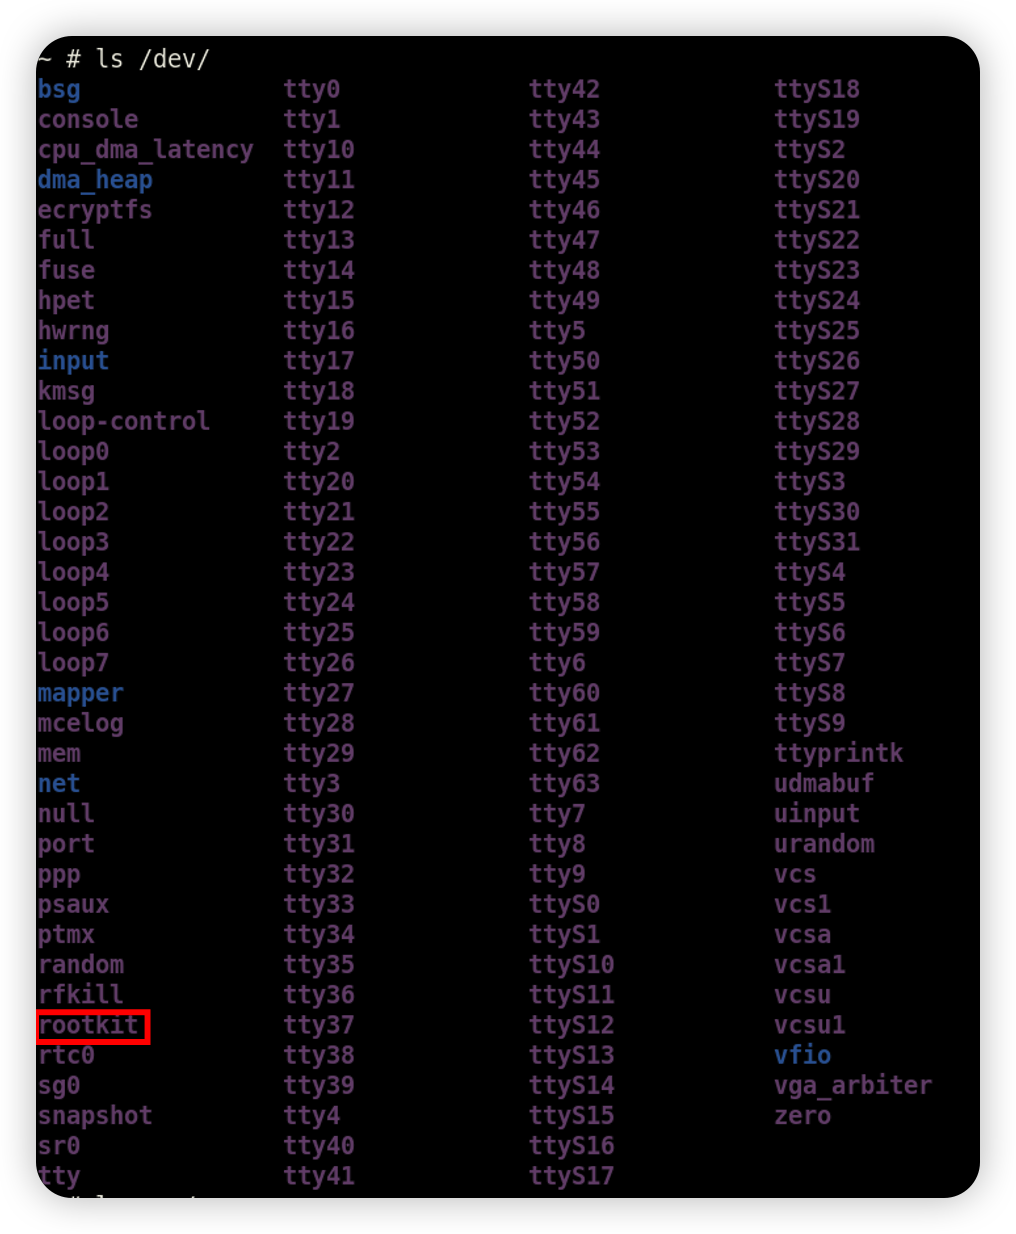 ~ # ls /dev/
bsg tty0 tty42 ttyS18
console tty1 tty43 ttyS19
cpu_dma_latency tty10 tty44 ttyS2
dma_heap tty11 tty45 ttyS20
ecryptfs tty12 tty46 ttyS21
full tty13 tty47 ttyS22
fuse tty14 tty48 ttyS23
hpet tty15 tty49 ttyS24
hwrng tty16 tty5 ttyS25
input tty17 tty50 ttyS26
kmsg tty18 tty51 ttyS27
loop-control tty19 tty52 ttyS28
loop0 tty2 tty53 ttyS29
loop1 tty20 tty54 ttyS3
loop2 tty21 tty55 ttyS30
loop3 tty22 tty56 ttyS31
loop4 tty23 tty57 ttyS4
loop5 tty24 tty58 ttyS5
loop6 tty25 tty59 ttyS6
loop7 tty26 tty6 ttyS7
mapper tty27 tty60 ttyS8
mcelog tty28 tty61 ttyS9
mem tty29 tty62 ttyprintk
net tty3 tty63 udmabuf
null tty30 tty7 uinput
port tty31 tty8 urandom
ppp tty32 tty9 vcs
psaux tty33 ttyS0 vcs1
ptmx tty34 ttyS1 vcsa
random tty35 ttyS10 vcsa1
rfkill tty36 ttyS11 vcsu
rootkit tty37 ttyS12 vcsu1
rtc0 tty38 ttyS13 vfio
sg0 tty39 ttyS14 vga_arbiter
snapshot tty4 ttyS15 zero
sr0 tty40 ttyS16
tty tty41 ttyS17